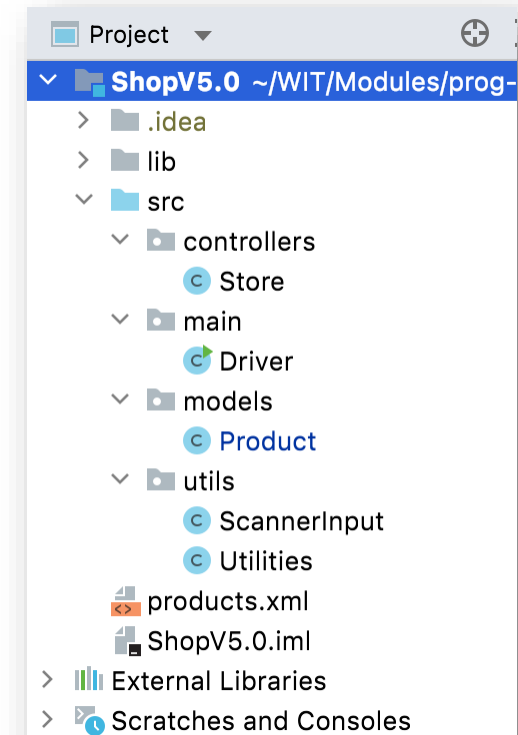 Project
ShopV5.0 ~/WIT/Modules/prog-
.idea
lib
src
controllers
C Store
main
C Driver
models
C Product
utils
C ScannerInput
C Utilities
<> products.xml
ShopV5.0.iml
External Libraries
Scratches and Consoles